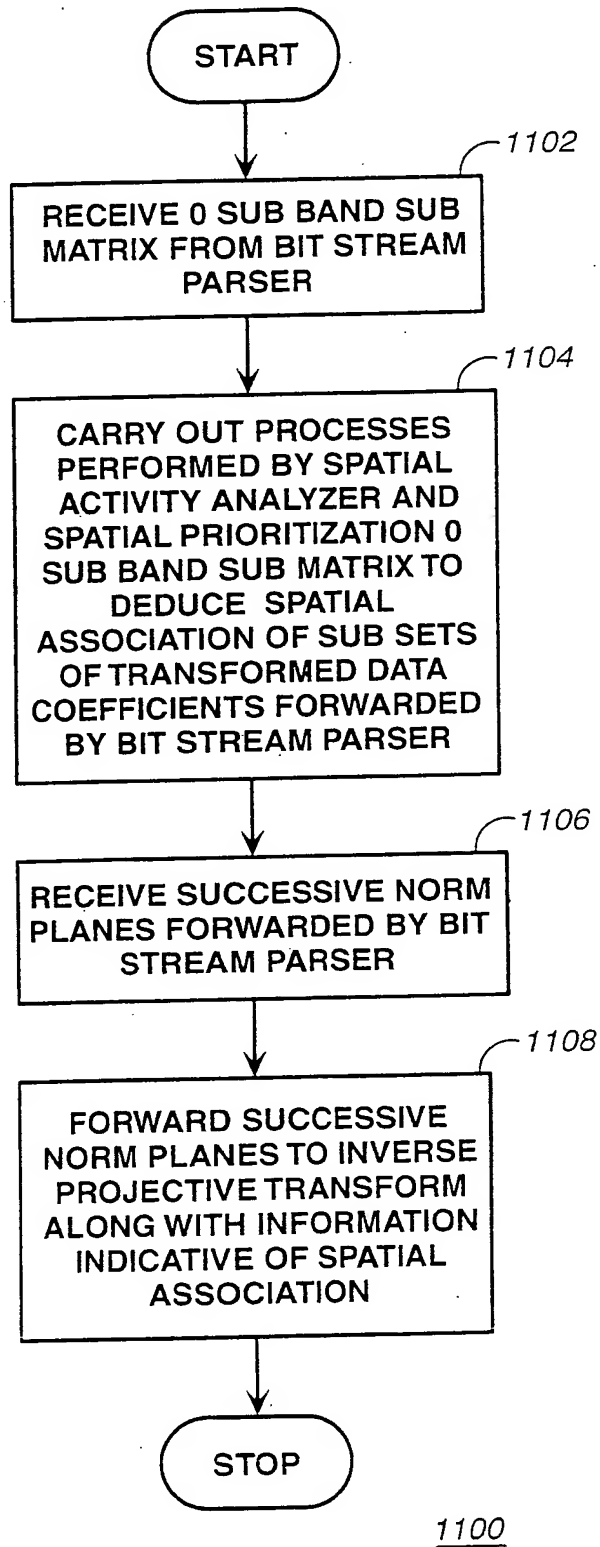 START
1102
RECEIVE 0 SUB BAND SUB
MATRIX FROM BIT STREAM
PARSER
1104
CARRY OUT PROCESSES
PERFORMED BY SPATIAL
ACTIVITY ANALYZER AND
SPATIAL PRIORITIZATION 0
SUB BAND SUB MATRIX TO
DEDUCE SPATIAL
ASSOCIATION OF SUB SETS
OF TRANSFORMED DATA
COEFFICIENTS FORWARDED
BY BIT STREAM PARSER
1106
RECEIVE SUCCESSIVE NORM
PLANES FORWARDED BY BIT
STREAM PARSER
1108
FORWARD SUCCESSIVE
NORM PLANES TO INVERSE
PROJECTIVE TRANSFORM
ALONG WITH INFORMATION
INDICATIVE OF SPATIAL
ASSOCIATION
STOP
1100